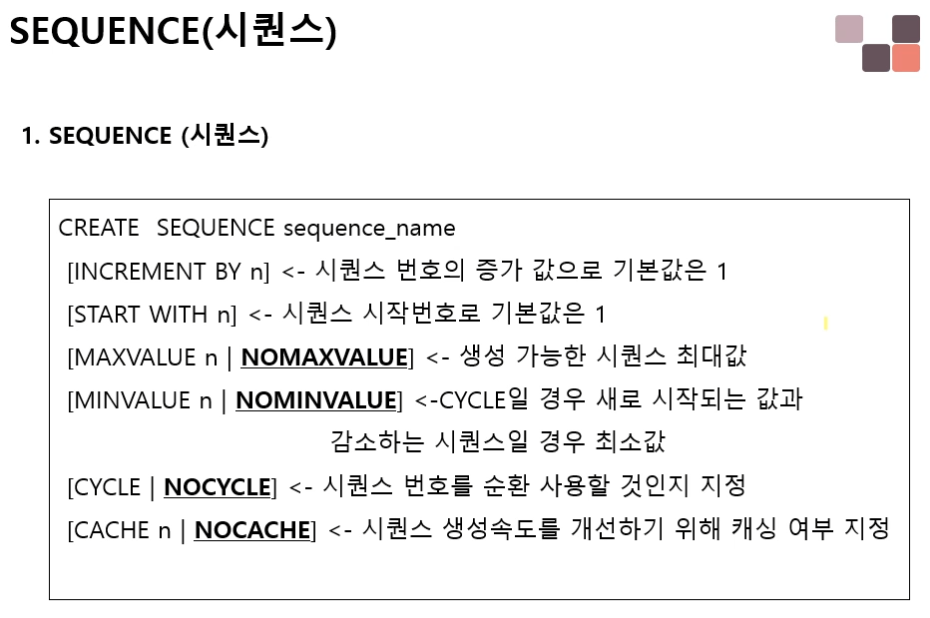 SEQUENCE(시퀀스)
1. SEQUENCE (시퀀스)
CREATE SEQUENCE sequence_name
[INCREMENT BY n] <- 시퀀스 번호의 증가 값으로 기본값은 1
[START WITH n] <- 시퀀스 시작번호로 기본값은 1
[MAXVALUE n | NOMAXVALUE] <- 생성 가능한 시퀀스 최대값
[MINVALUE n | NOMINVALUE] <-CYCLE일 경우 새로 시작되는 값과
감소하는 시퀀스일 경우 최소값
[CYCLE | NOCYCLE] <- 시퀀스 번호를 순환 사용할 것인지 지정
[CACHE n | NOCACHE] <- 시퀀스 생성속도를 개선하기 위해 캐싱 여부 지정